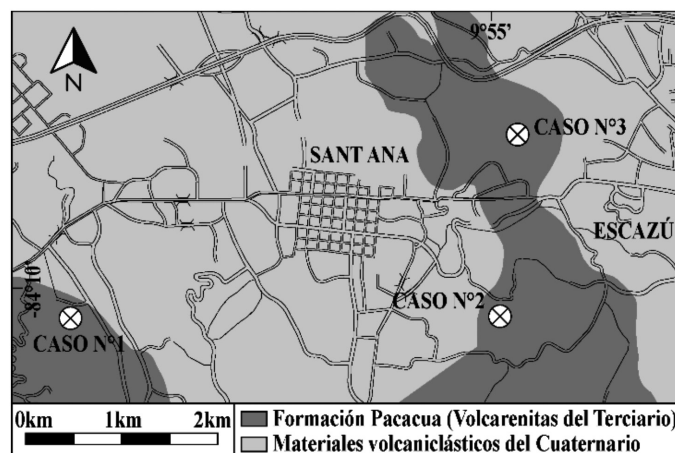 9°55'
N
CASO N°3
SANT ANA
ESCAZÚ
-84°10'
CASO N°2
CASO N°1
0km 1km 2km
Formación Pacacua (Volcarenitas del Terciario)
Materiales volcaniclásticos del Cuaternario